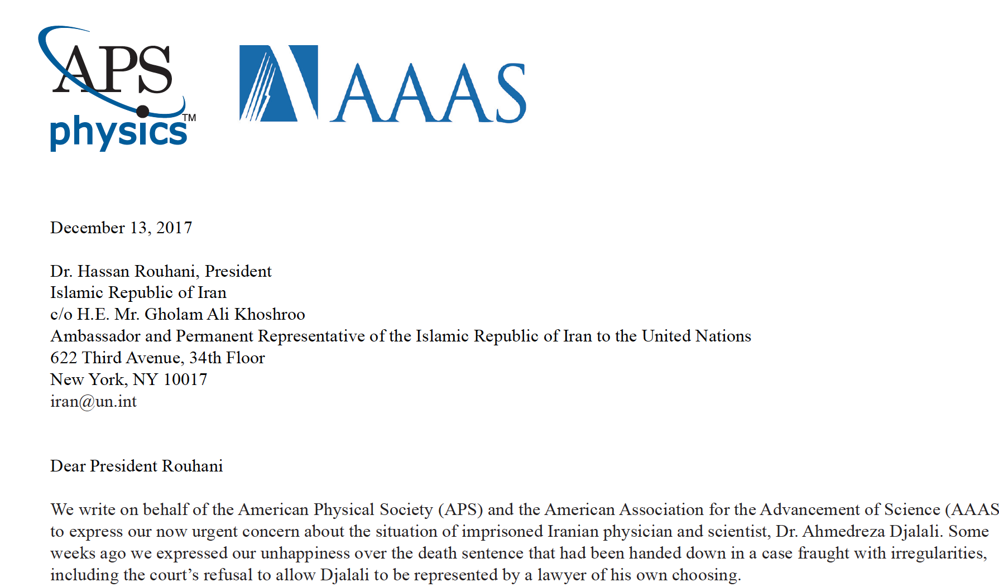 APS
physics™
AAAS
December 13, 2017
Dr. Hassan Rouhani, President
Islamic Republic of Iran
c/o H.E. Mr. Gholam Ali Khoshroo
Ambassador and Permanent Representative of the Islamic Republic of Iran to the United Nations
622 Third Avenue, 34th Floor
New York, NY 10017
iran@un.int
Dear President Rouhani
We write on behalf of the American Physical Society (APS) and the American Association for the Advancement of Science (AAAS
to express our now urgent concern about the situation of imprisoned Iranian physician and scientist, Dr. Ahmedreza Djalali. Some
weeks ago we expressed our unhappiness over the death sentence that had been handed down in a case fraught with irregularities,
including the court’s refusal to allow Djalali to be represented by a lawyer of his own choosing.